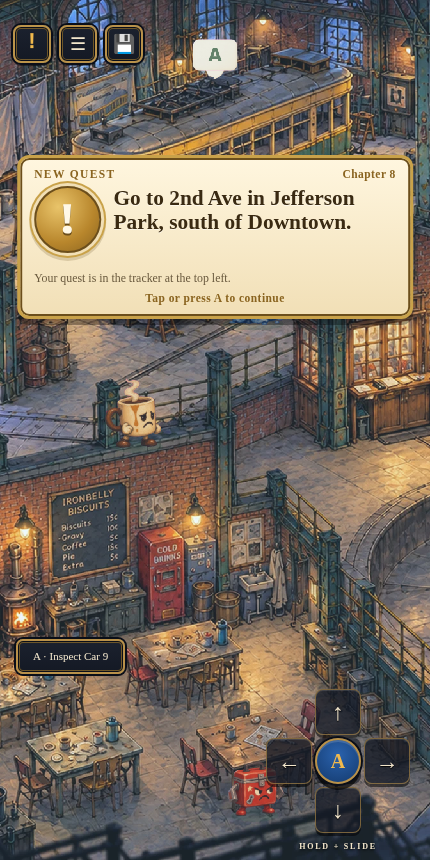 !
☰
A
NEW QUEST
Chapter 8
!
Go to 2nd Ave in Jefferson
Park, south of Downtown.
Your quest is in the tracker at the top left.
Tap or press A to continue
IRONBELLY
BISCUITS
Biscuits 15¢
·Gravy 10¢
Coffee 5¢
Pie 15¢
Extra 5¢
COLD
DRINKS
A · Inspect Car 9
↑
← A →
↓
HOLD + SLIDE